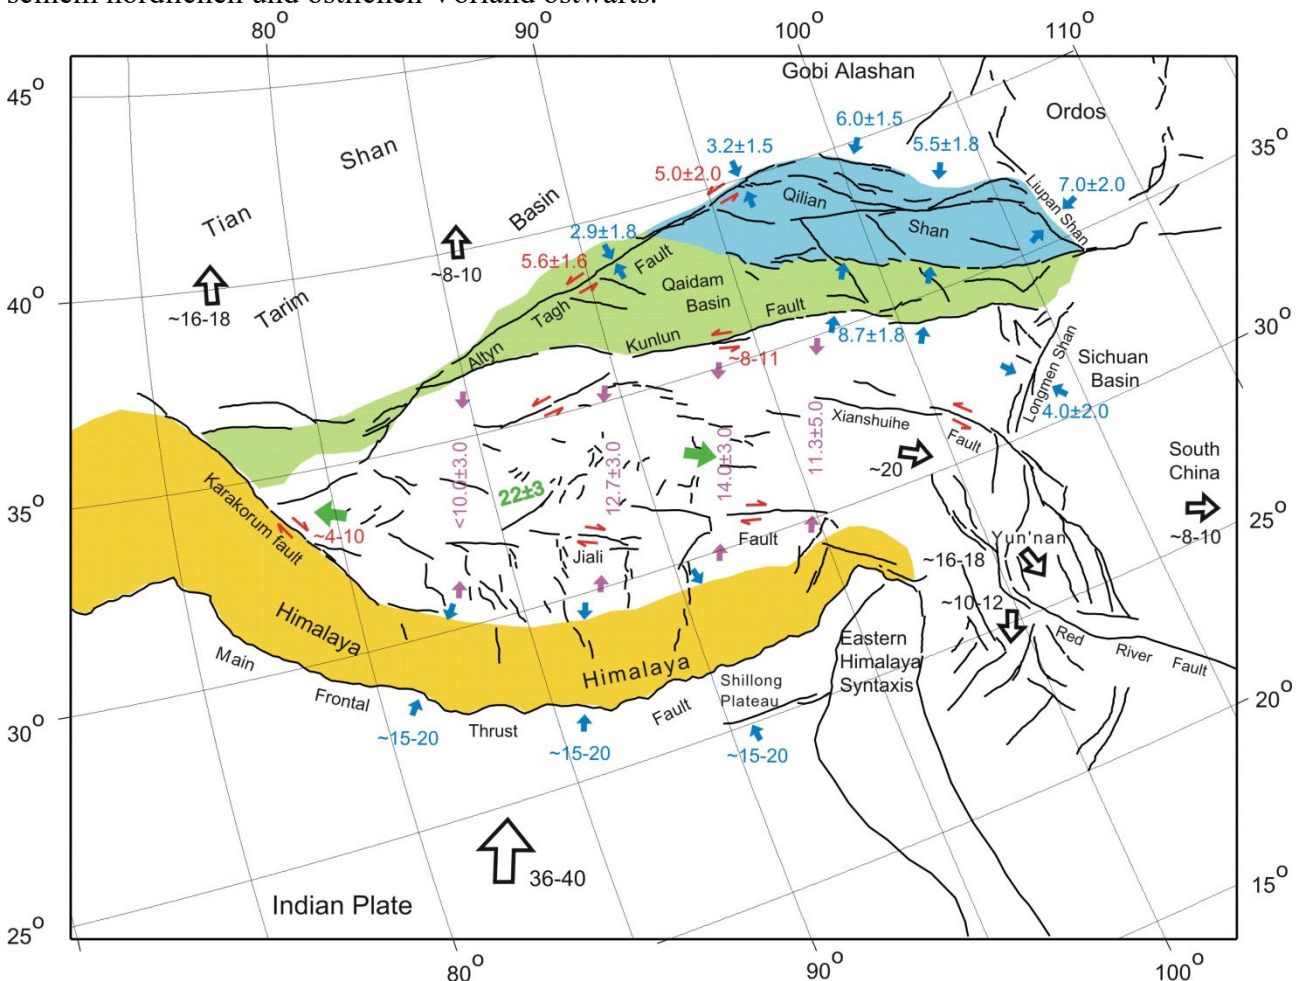 seinem nördlichen und östlichen Vorland ostwärts.
80° 90° 100° 110°
45°
40°
35°
30°
25°
35°
30°
25°
20°
15°
80° 90° 100°
Gobi Alashan
Ordos
6.0±1.5
5.5±1.8
3.2±1.5
5.0±2.0
7.0±2.0
Liupan Shan
Qilian
Shan
Tian
Shan
Tarim
Basin
~16-18
~8-10
2.9±1.8
5.6±1.6
Altyn
Tagh
Fault
Qaidam
Basin
Kunlun
Fault
~8-11
8.7±1.8
Longmen Shan
Sichuan
Basin
4.0±2.0
Xianshuihe
Fault
~20
South
China
~8-10
<10.0±3.0
22±3
12.7±3.0
14.0±3.0
11.3±5.0
Karakorum fault
~4-10
Jiali
Fault
Yun'nan
~16-18
~10-12
Red
River
Fault
Himalaya
Himalaya
Eastern
Himalaya
Syntaxis
Main
Frontal
Thrust
Fault
Shillong
Plateau
~15-20
~15-20
~15-20
36-40
Indian Plate